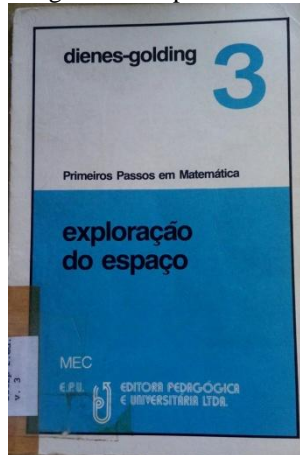 dienes-golding
3
Primeiros Passos em Matemática
exploração
do espaço
MEC
E.P.U.
EDITORA PEDAGÓGICA
E UNIVERSITÁRIA LTDA.
v. 3